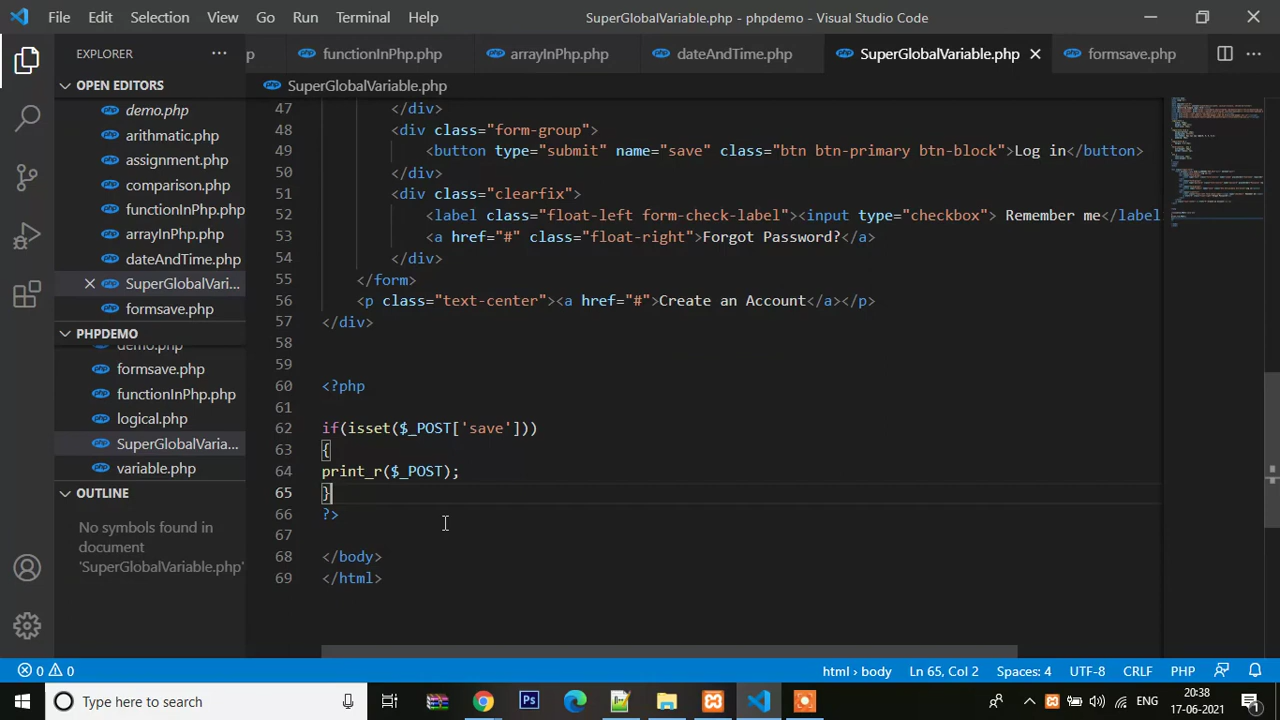 File Edit Selection View Go Run Terminal Help SuperGlobalVariable.php - phpdemo - Visual Studio Code
EXPLORER
p functionInPhp.php arrayInPhp.php dateAndTime.php SuperGlobalVariable.php formsave.php
OPEN EDITORS
demo.php
arithmatic.php
assignment.php
comparison.php
functionInPhp.php
arrayInPhp.php
dateAndTime.php
SuperGlobalVari...
formsave.php
PHPDEMO
demo.php
formsave.php
functionInPhp.php
logical.php
SuperGlobalVaria...
variable.php
OUTLINE
No symbols found in
document
'SuperGlobalVariable.php'
SuperGlobalVariable.php
47 </div>
48 <div class="form-group">
49 <button type="submit" name="save" class="btn btn-primary btn-block">Log in</button>
50 </div>
51 <div class="clearfix">
52 <label class="float-left form-check-label"><input type="checkbox"> Remember me</label
53 <a href="#" class="float-right">Forgot Password?</a>
54 </div>
55 </form>
56 <p class="text-center"><a href="#">Create an Account</a></p>
57 </div>
58
59
60 <?php
61
62 if(isset($_POST['save']))
63 {
64 print_r($_POST);
65 }
66 ?>
67
68 </body>
69 </html>
0 0 html › body Ln 65, Col 2 Spaces: 4 UTF-8 CRLF PHP
Type here to search
Ps
ENG
20:38
17-06-2021
1